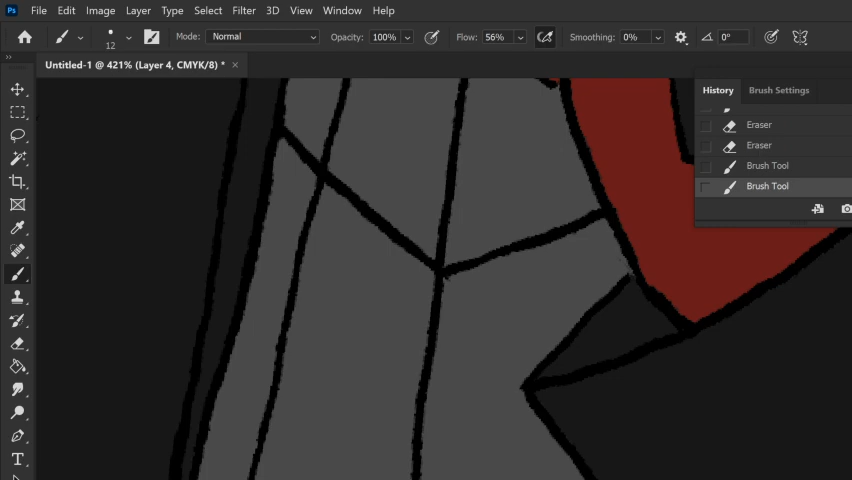 Ps File Edit Image Layer Type Select Filter 3D View Window Help
12 Mode: Normal Opacity: 100% Flow: 56% Smoothing: 0% 0°
Untitled-1 @ 421% (Layer 4, CMYK/8) * ×
History Brush Settings
Eraser
Eraser
Brush Tool
Brush Tool